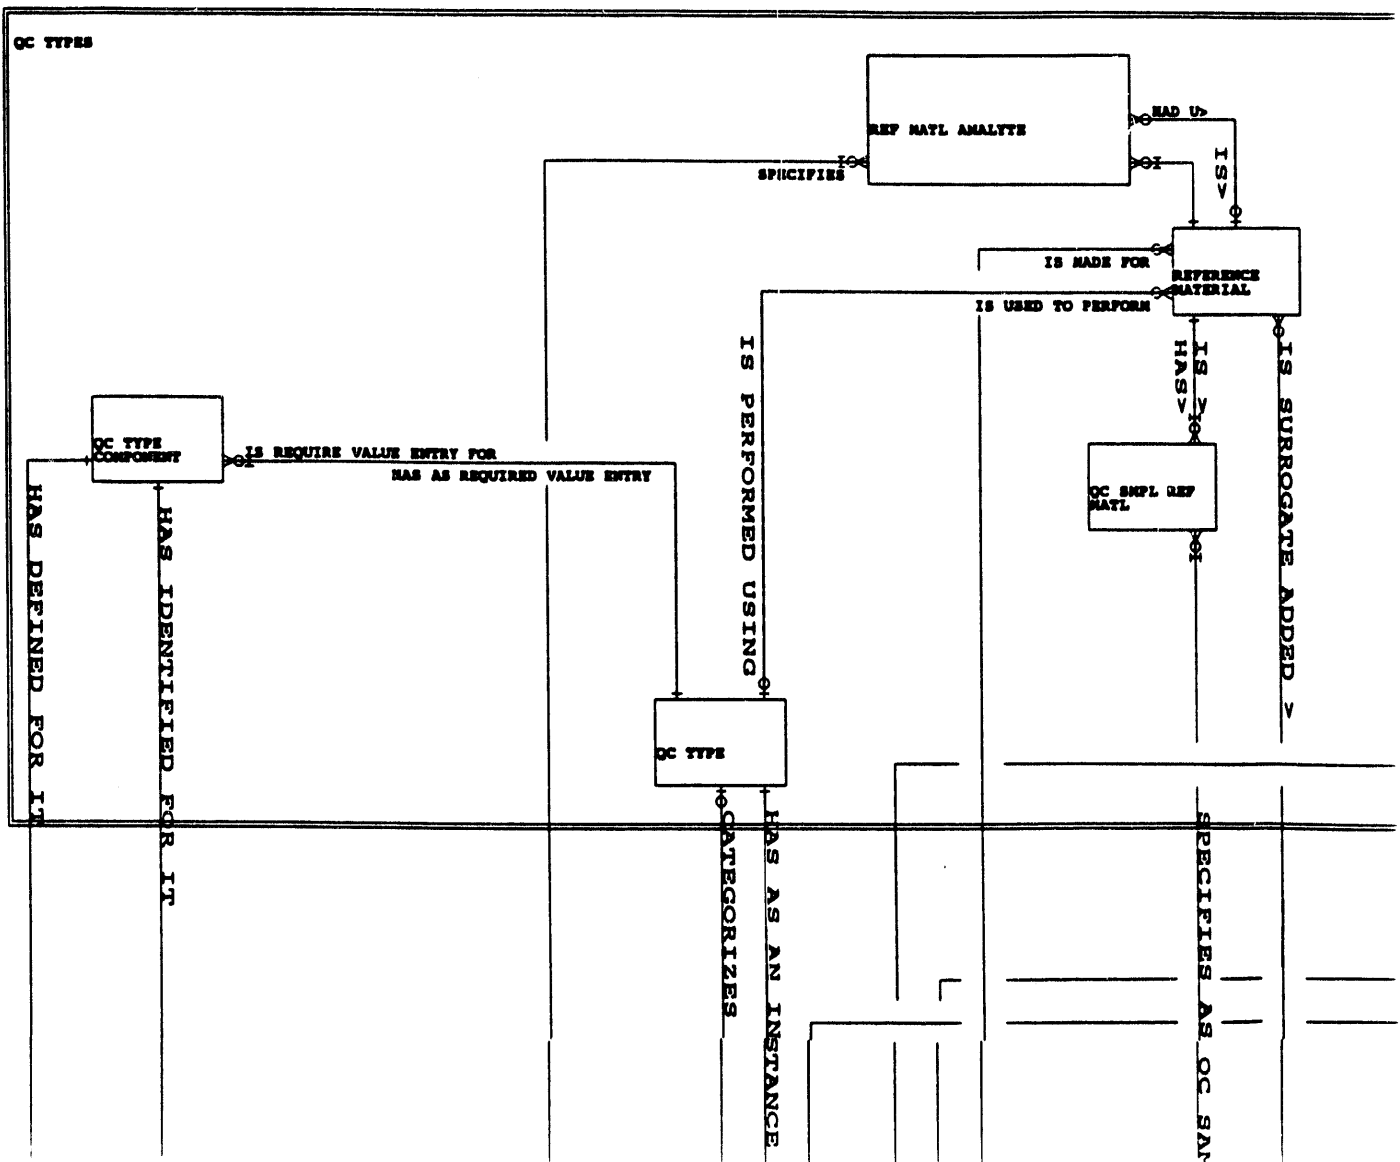 QC TYPES
REF MATL ANALYTE
HAD U>
IS>
SPECIFIES
IS MADE FOR
REFERENCE
MATERIAL
IS USED TO PERFORM
IS PERFORMED USING
IS >
HAS>
IS SURROGATE ADDED >
QC TYPE
COMPONENT
IS REQUIRE VALUE ENTRY FOR
HAS AS REQUIRED VALUE ENTRY
QC SMPL REF
MATL
HAS DEFINED FOR IT
HAS IDENTIFIED FOR IT
QC TYPE
CATEGORIZES
HAS AS AN INSTANCE
SPECIFIES AS QC SAM